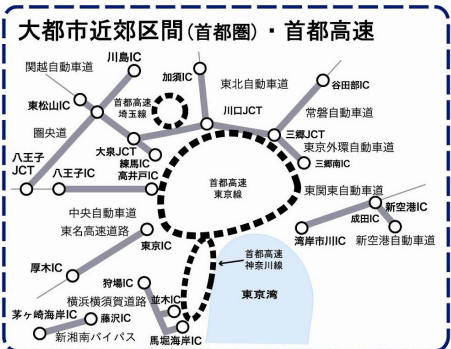 大都市近郊区間(首都圏)・首都高速
川島IC
関越自動車道
加須IC
東北自動車道
谷田部IC
東松山IC
首都高速
埼玉線
川口JCT
常磐自動車道
圏央道
三郷JCT
大泉JCT
東京外環自動車道
八王子
JCT
練馬IC
三郷南IC
八王子IC
高井戸IC
首都高速
東京線
東関東自動車道
中央自動車道
新空港IC
成田IC
東名高速道路
東京IC
湾岸市川IC
新空港自動車道
首都高速
神奈川線
厚木IC
狩場IC
東京湾
横浜横須賀道路
並木IC
茅ヶ崎海岸IC
藤沢IC
新湘南バイパス
馬堀海岸IC